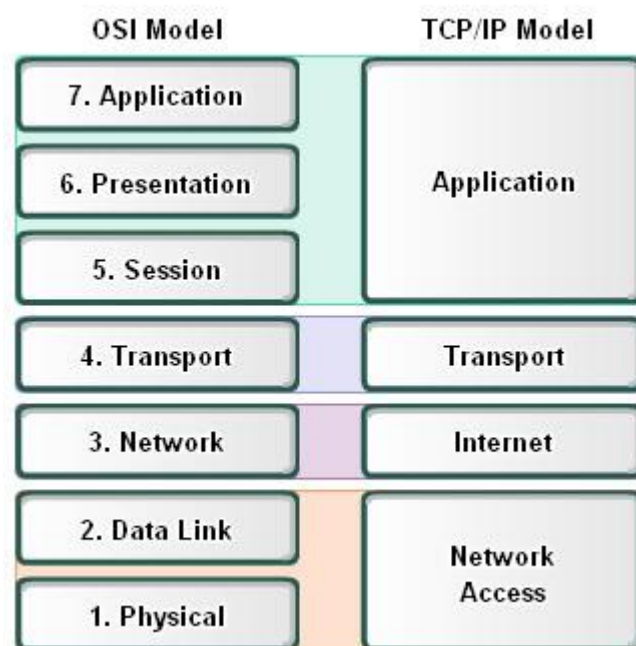 OSI Model
TCP/IP Model
7. Application
6. Presentation
5. Session
Application
4. Transport
Transport
3. Network
Internet
2. Data Link
1. Physical
Network
Access